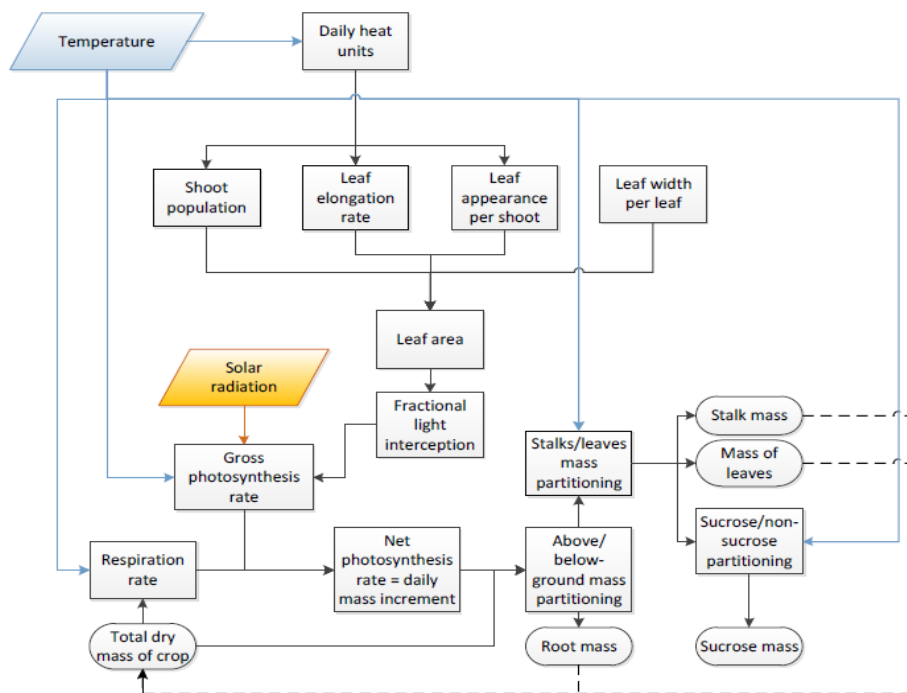 Temperature
Daily heat
units
Shoot
population
Leaf
elongation
rate
Leaf
appearance
per shoot
Leaf width
per leaf
Leaf area
Solar
radiation
Fractional
light
interception
Gross
photosynthesis
rate
Stalks/leaves
mass
partitioning
Stalk mass
Mass of
leaves
Sucrose/non-
sucrose
partitioning
Respiration
rate
Net
photosynthesis
rate = daily
mass increment
Above/
below-
ground mass
partitioning
Total dry
mass of crop
Root mass
Sucrose mass